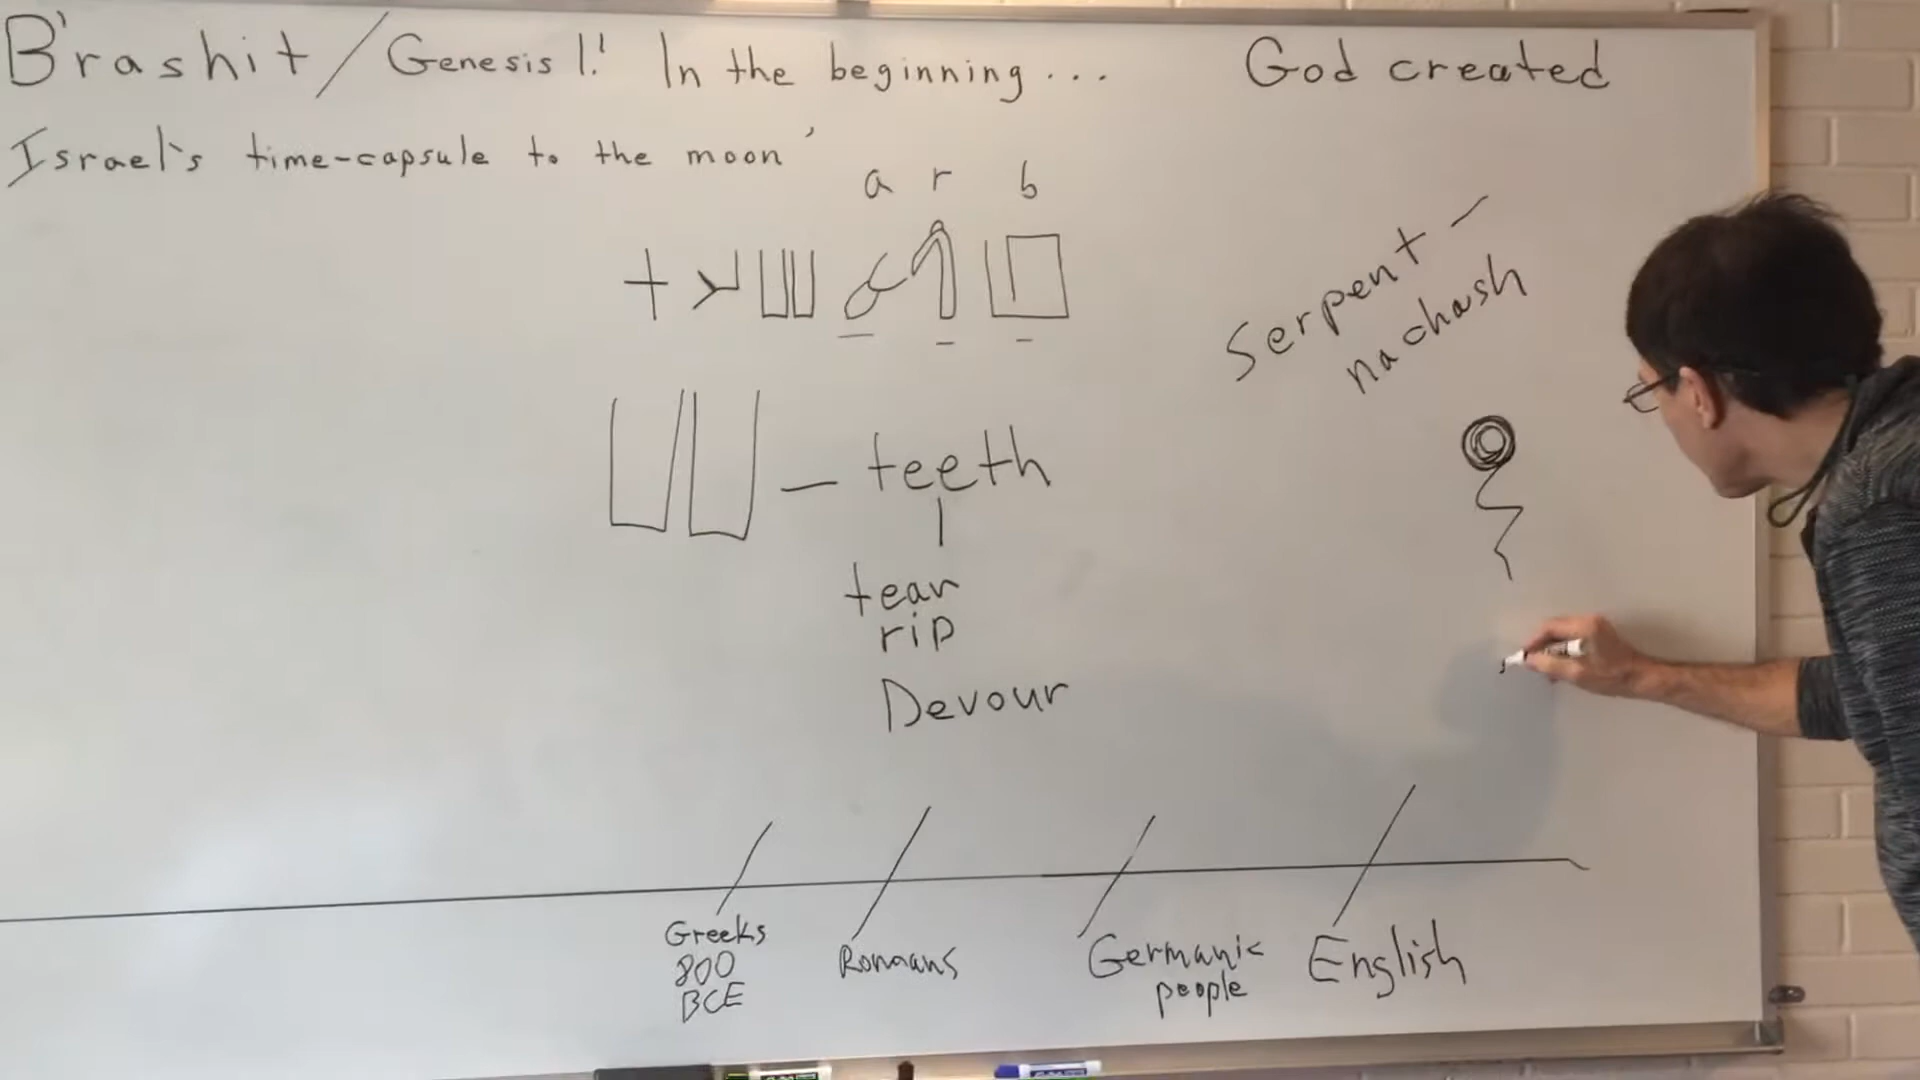 B'rashit / Genesis 1:1 In the beginning... God created
Israel's time-capsule to the moon
a r b
Serpent -
nachash
- teeth
tear
rip
Devour
Greeks
800
BCE
Romans
Germanic
people
English